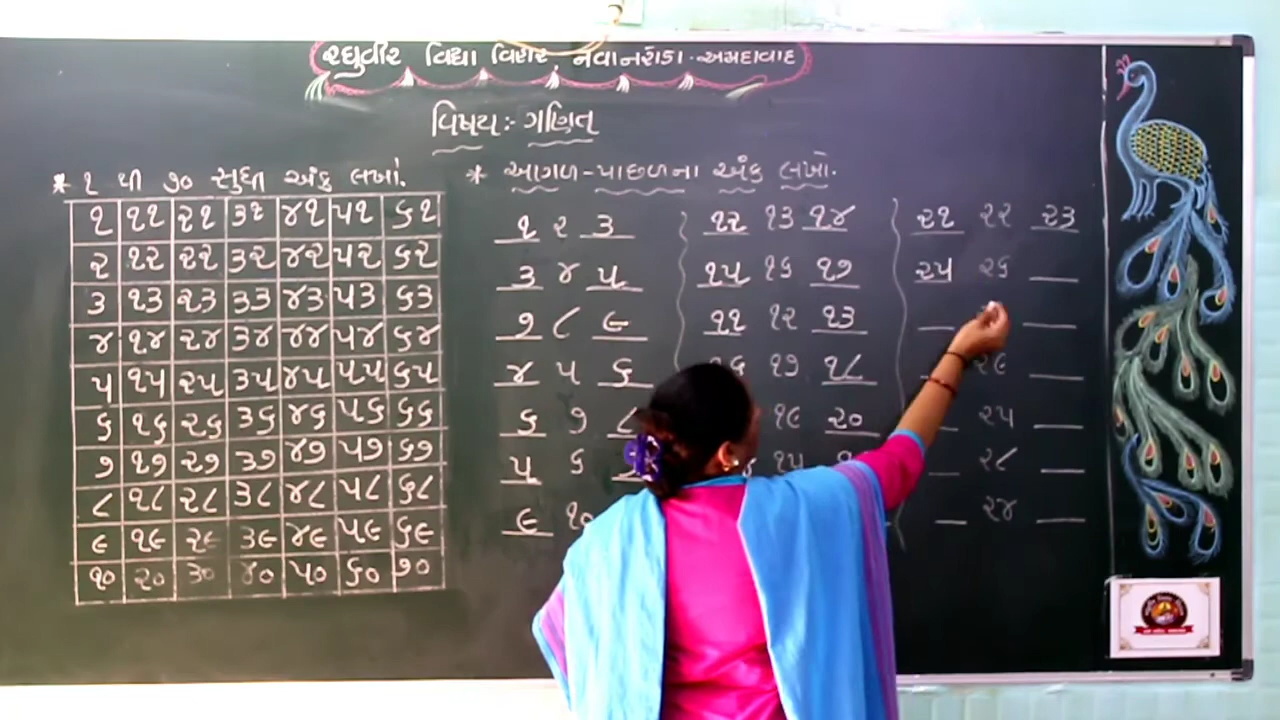 રઘુવીર વિદ્યા વિહાર, નવાનરોડા-અમદાવાદ
વિષય:- ગણિત
* ૧ થી ૭૦ સુધી અંક લખો.
૧ ૧૧ ૨૧ ૩૧ ૪૧ ૫૧ ૬૧
૨ ૧૨ ૨૨ ૩૨ ૪૨ ૫૨ ૬૨
૩ ૧૩ ૨૩ ૩૩ ૪૩ ૫૩ ૬૩
૪ ૧૪ ૨૪ ૩૪ ૪૪ ૫૪ ૬૪
૫ ૧૫ ૨૫ ૩૫ ૪૫ ૫૫ ૬૫
૬ ૧૬ ૨૬ ૩૬ ૪૬ ૫૬ ૬૬
૭ ૧૭ ૨૭ ૩૭ ૪૭ ૫૭ ૬૭
૮ ૧૮ ૨૮ ૩૮ ૪૮ ૫૮ ૬૮
૯ ૧૯ ૨૯ ૩૯ ૪૯ ૫૯ ૬૯
૧૦ ૨૦ ૩૦ ૪૦ ૫૦ ૬૦ ૭૦
* આગળ-પાછળના અંક લખો.
૧ ૨ ૩
૩ ૪ ૫
૭ ૮ ૯
૪ ૫ ૬
૬ ૭ ૮
૫ ૬
૯ ૧૦
૧૨ ૧૩ ૧૪
૧૫ ૧૬ ૧૭
૧૧ ૧૨ ૧૩
૧૭ ૧૮
૧૯ ૨૦
૧૫
૨૧ ૨૨ ૨૩
૨૫ ૨૬
૨૯
૨૫
૨૮
૨૪